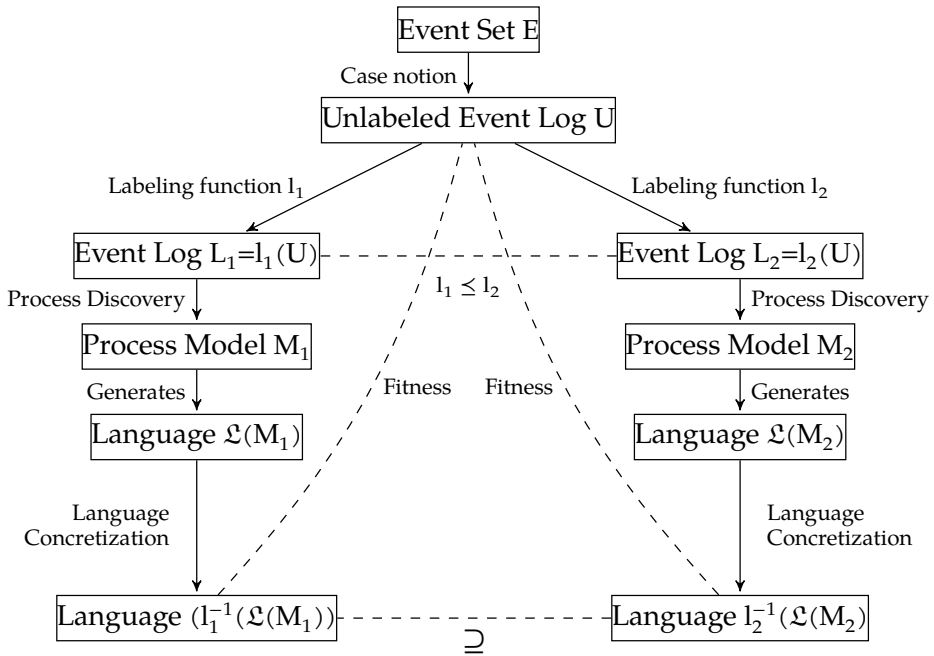 Event Set E
Case notion
Unlabeled Event Log U
Labeling function l₁
Labeling function l₂
Event Log L₁=l₁(U)
Event Log L₂=l₂(U)
l₁ ⪯ l₂
Process Discovery
Process Discovery
Process Model M₁
Process Model M₂
Generates
Fitness
Fitness
Generates
Language 𝔏(M₁)
Language 𝔏(M₂)
Language
Concretization
Language
Concretization
Language (l₁⁻¹(𝔏(M₁))
Language l₂⁻¹(𝔏(M₂)
⊇